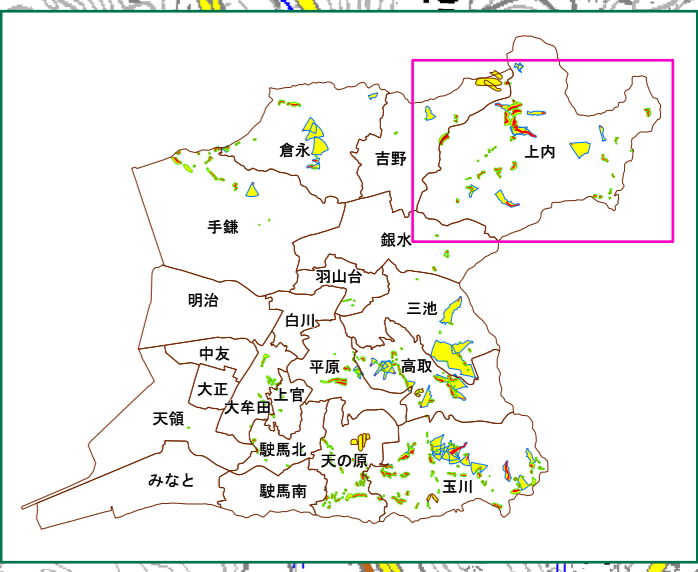 倉永
吉野
上内
手鎌
銀水
羽山台
明治
白川
三池
中友
平原
高取
大正
上官
大牟田
天領
駛馬北
天の原
みなと
駛馬南
玉川